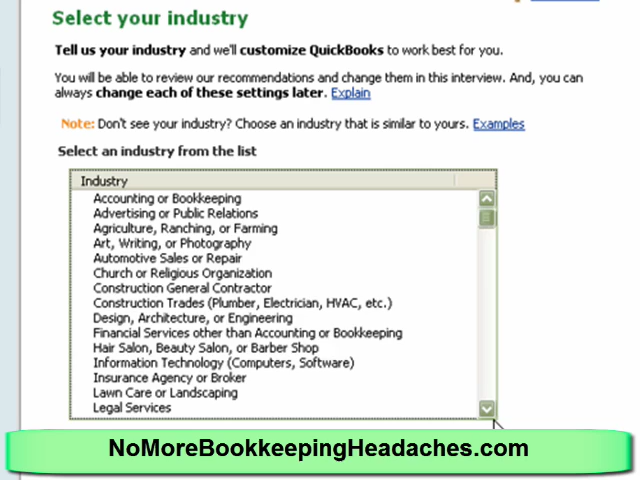 Select your industry
Tell us your industry and we'll customize QuickBooks to work best for you.
You will be able to review our recommendations and change them in this interview. And, you can
always change each of these settings later. Explain
Note: Don't see your industry? Choose an industry that is similar to yours. Examples
Select an industry from the list
Industry
Accounting or Bookkeeping
Advertising or Public Relations
Agriculture, Ranching, or Farming
Art, Writing, or Photography
Automotive Sales or Repair
Church or Religious Organization
Construction General Contractor
Construction Trades (Plumber, Electrician, HVAC, etc.)
Design, Architecture, or Engineering
Financial Services other than Accounting or Bookkeeping
Hair Salon, Beauty Salon, or Barber Shop
Information Technology (Computers, Software)
Insurance Agency or Broker
Lawn Care or Landscaping
Legal Services
NoMoreBookkeepingHeadaches.com